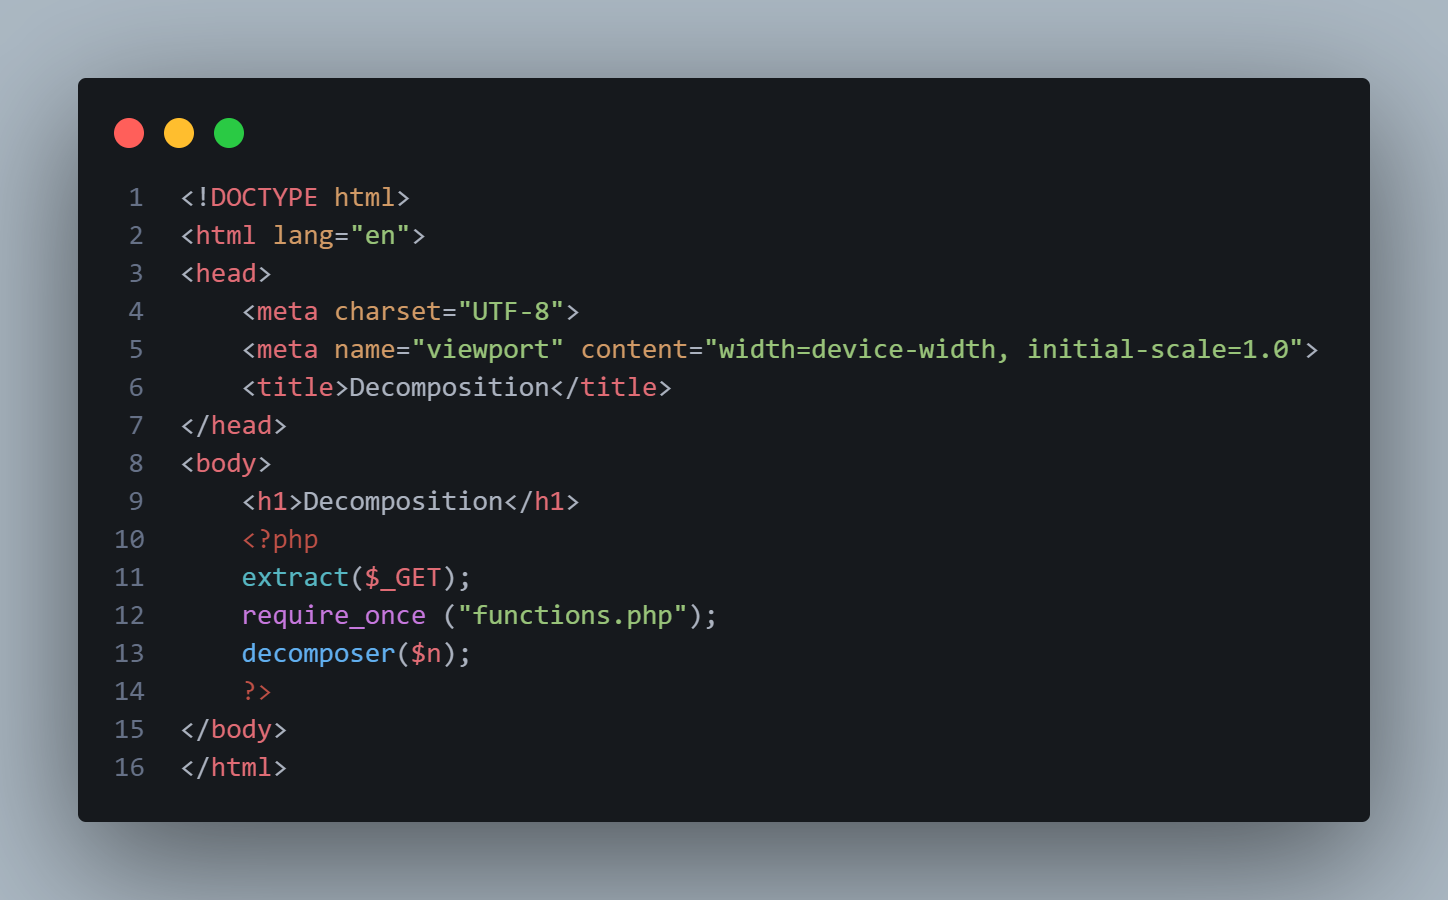 1 <!DOCTYPE html>
2 <html lang="en">
3 <head>
4     <meta charset="UTF-8">
5     <meta name="viewport" content="width=device-width, initial-scale=1.0">
6     <title>Decomposition</title>
7 </head>
8 <body>
9     <h1>Decomposition</h1>
10     <?php
11     extract($_GET);
12     require_once ("functions.php");
13     decomposer($n);
14     ?>
15 </body>
16 </html>